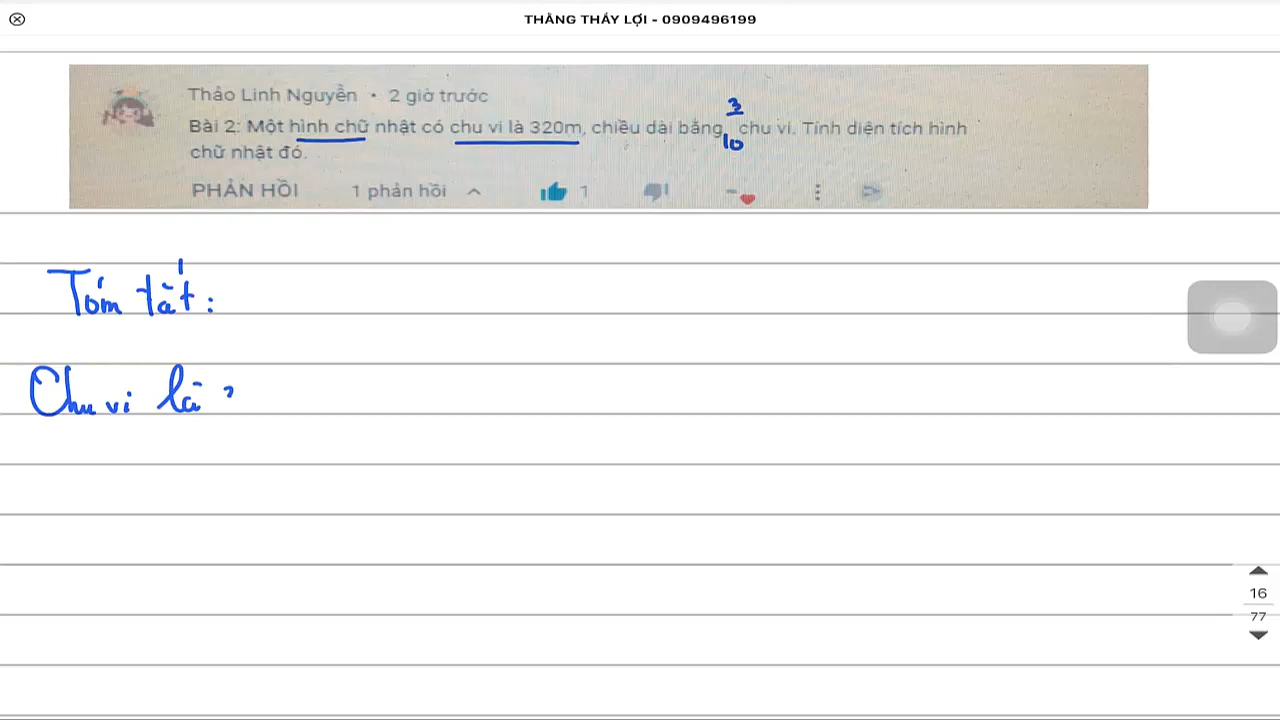 THẦNG THẦY LỢI - 0909496199
Thảo Linh Nguyễn • 2 giờ trước
3
Bài 2: Một hình chữ nhật có chu vi là 320m, chiều dài bằng chu vi. Tính diện tích hình
10
chữ nhật đó.
PHẢN HỒI 1 phản hồi 1
Tóm tắt:
Chu vi là
16
77